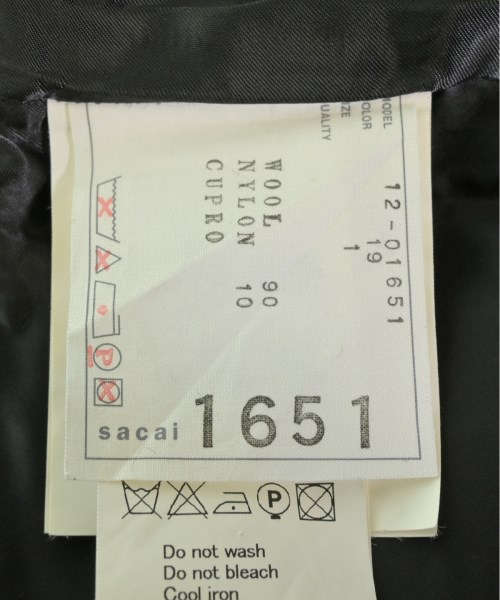 MODEL 12-01651
COLOR 19
SIZE 1
QUALITY
WOOL 90
NYLON 10
CUPRO
sacai 1651
P
P
Do not wash
Do not bleach
Cool iron